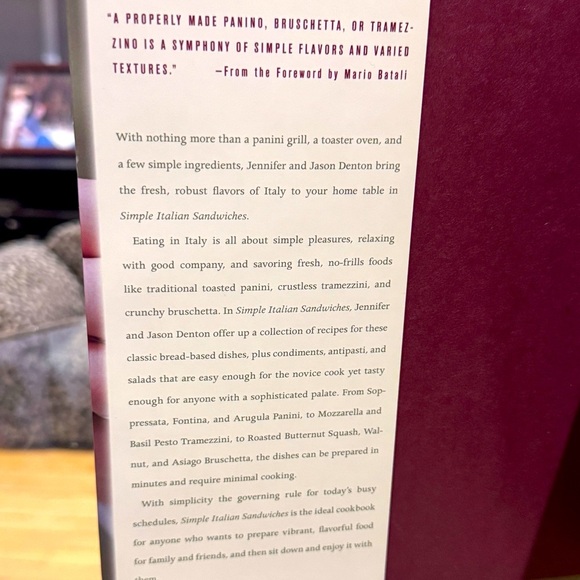 "A PROPERLY MADE PANINO, BRUSCHETTA, OR TRAMEZ-
ZINO IS A SYMPHONY OF SIMPLE FLAVORS AND VARIED
TEXTURES." —From the Foreword by Mario Batali
With nothing more than a panini grill, a toaster oven, and
a few simple ingredients, Jennifer and Jason Denton bring
the fresh, robust flavors of Italy to your home table in
Simple Italian Sandwiches.
Eating in Italy is all about simple pleasures, relaxing
with good company, and savoring fresh, no-frills foods
like traditional toasted panini, crustless tramezzini, and
crunchy bruschetta. In Simple Italian Sandwiches, Jennifer
and Jason Denton offer up a collection of recipes for these
classic bread-based dishes, plus condiments, antipasti, and
salads that are easy enough for the novice cook yet tasty
enough for anyone with a sophisticated palate. From Sop-
pressata, Fontina, and Arugula Panini, to Mozzarella and
Basil Pesto Tramezzini, to Roasted Butternut Squash, Wal-
nut, and Asiago Bruschetta, the dishes can be prepared in
minutes and require minimal cooking.
With simplicity the governing rule for today's busy
schedules, Simple Italian Sandwiches is the ideal cookbook
for anyone who wants to prepare vibrant, flavorful food
for family and friends, and then sit down and enjoy it with
them